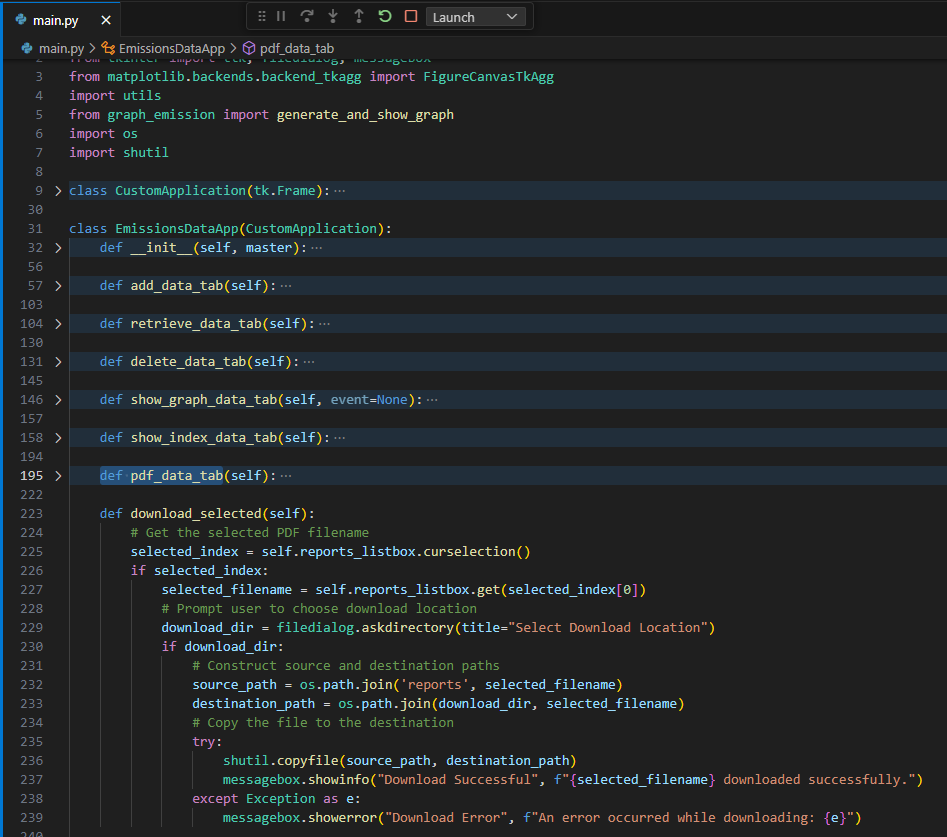 main.py
Launch
main.py > EmissionsDataApp > pdf_data_tab
2 from tkinter import ttk, filedialog, messagebox
3 from matplotlib.backends.backend_tkagg import FigureCanvasTkAgg
4 import utils
5 from graph_emission import generate_and_show_graph
6 import os
7 import shutil
8
9 > class CustomApplication(tk.Frame): ···
30
31 class EmissionsDataApp(CustomApplication):
32 >     def __init__(self, master): ···
56
57 >     def add_data_tab(self): ···
103
104 >     def retrieve_data_tab(self): ···
130
131 >     def delete_data_tab(self): ···
145
146 >     def show_graph_data_tab(self, event=None): ···
157
158 >     def show_index_data_tab(self): ···
194
195 >     def pdf_data_tab(self): ···
222
223     def download_selected(self):
224         # Get the selected PDF filename
225         selected_index = self.reports_listbox.curselection()
226         if selected_index:
227             selected_filename = self.reports_listbox.get(selected_index[0])
228             # Prompt user to choose download location
229             download_dir = filedialog.askdirectory(title="Select Download Location")
230             if download_dir:
231                 # Construct source and destination paths
232                 source_path = os.path.join('reports', selected_filename)
233                 destination_path = os.path.join(download_dir, selected_filename)
234                 # Copy the file to the destination
235                 try:
236                     shutil.copyfile(source_path, destination_path)
237                     messagebox.showinfo("Download Successful", f"{selected_filename} downloaded successfully.")
238                 except Exception as e:
239                     messagebox.showerror("Download Error", f"An error occurred while downloading: {e}")
240